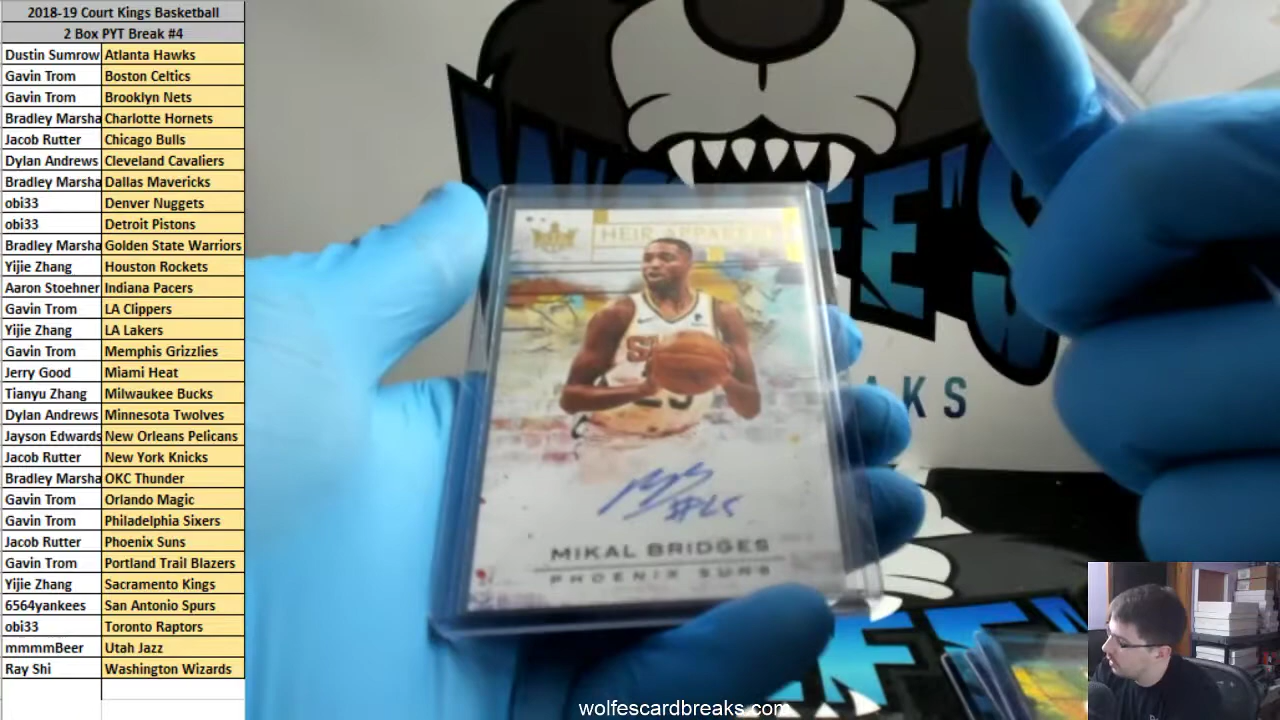 2018-19 Court Kings Basketball
2 Box PYT Break #4
Dustin Sumrow Atlanta Hawks
Gavin Trom Boston Celtics
Gavin Trom Brooklyn Nets
Bradley Marsha Charlotte Hornets
Jacob Rutter Chicago Bulls
Dylan Andrews Cleveland Cavaliers
Bradley Marsha Dallas Mavericks
obi33 Denver Nuggets
obi33 Detroit Pistons
Bradley Marsha Golden State Warriors
Yijie Zhang Houston Rockets
Aaron Stoehner Indiana Pacers
Gavin Trom LA Clippers
Yijie Zhang LA Lakers
Gavin Trom Memphis Grizzlies
Jerry Good Miami Heat
Tianyu Zhang Milwaukee Bucks
Dylan Andrews Minnesota Twolves
Jayson Edwards New Orleans Pelicans
Jacob Rutter New York Knicks
Bradley Marsha OKC Thunder
Gavin Trom Orlando Magic
Gavin Trom Philadelphia Sixers
Jacob Rutter Phoenix Suns
Gavin Trom Portland Trail Blazers
Yijie Zhang Sacramento Kings
6564yankees San Antonio Spurs
obi33 Toronto Raptors
mmmmBeer Utah Jazz
Ray Shi Washington Wizards
HEIR
MIKAL BRIDGES
PHOENIX SUNS
wolfescardbreaks.com